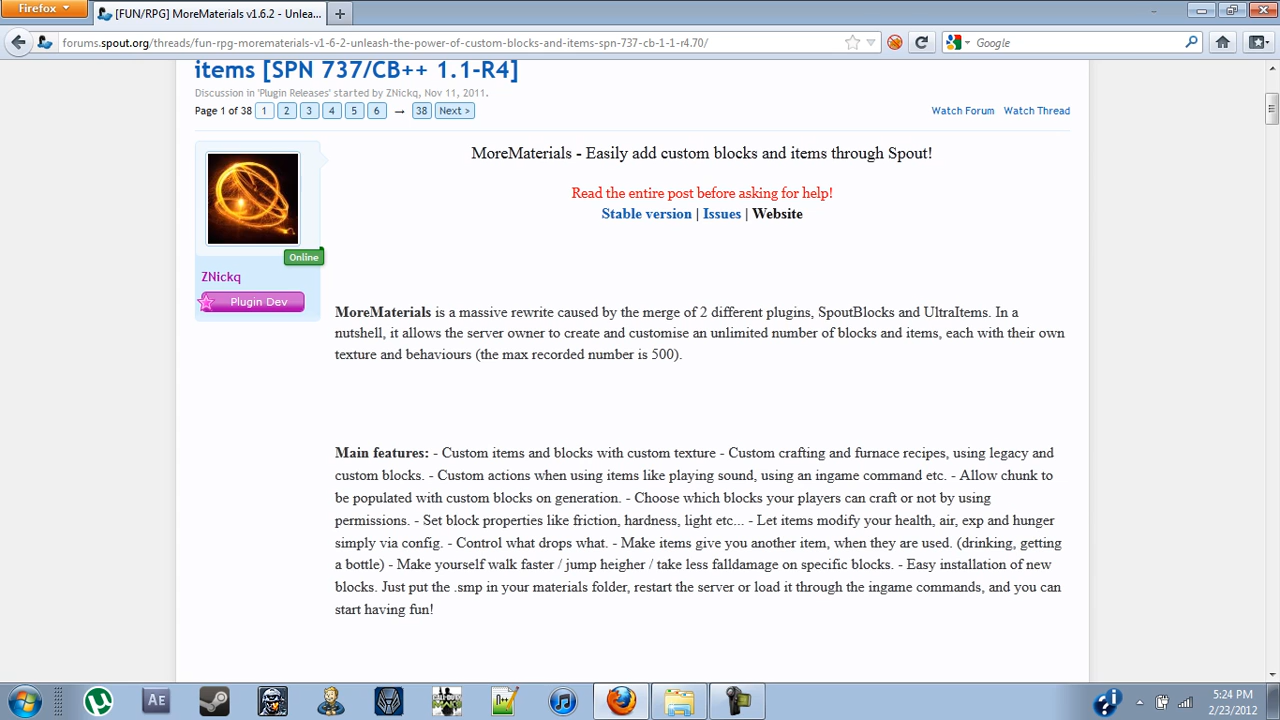 Firefox
[FUN/RPG] MoreMaterials v1.6.2 - Unlea...
forums.spout.org/threads/fun-rpg-morematerials-v1-6-2-unleash-the-power-of-custom-blocks-and-items-spn-737-cb-1-1-r4.70/
Google
items [SPN 737/CB++ 1.1-R4]
Discussion in 'Plugin Releases' started by ZNickq, Nov 11, 2011.
Page 1 of 38 1 2 3 4 5 6 → 38 Next >
Watch Forum Watch Thread
MoreMaterials - Easily add custom blocks and items through Spout!
Read the entire post before asking for help!
Stable version | Issues | Website
Online
ZNickq
Plugin Dev
MoreMaterials is a massive rewrite caused by the merge of 2 different plugins, SpoutBlocks and UltraItems. In a
nutshell, it allows the server owner to create and customise an unlimited number of blocks and items, each with their own
texture and behaviours (the max recorded number is 500).
Main features: - Custom items and blocks with custom texture - Custom crafting and furnace recipes, using legacy and
custom blocks. - Custom actions when using items like playing sound, using an ingame command etc. - Allow chunk to
be populated with custom blocks on generation. - Choose which blocks your players can craft or not by using
permissions. - Set block properties like friction, hardness, light etc... - Let items modify your health, air, exp and hunger
simply via config. - Control what drops what. - Make items give you another item, when they are used. (drinking, getting
a bottle) - Make yourself walk faster / jump heigher / take less falldamage on specific blocks. - Easy installation of new
blocks. Just put the .smp in your materials folder, restart the server or load it through the ingame commands, and you can
start having fun!
Ae
5:24 PM
2/23/2012